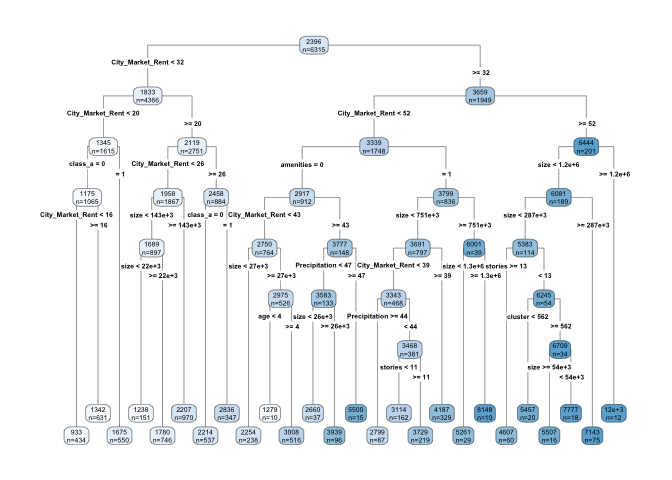 2396
n=6315
City_Market_Rent < 32
>= 32
1833
n=4366
3659
n=1949
City_Market_Rent < 20
>= 20
City_Market_Rent < 52
>= 52
1345
n=1615
2119
n=2751
3339
n=1748
6444
n=201
class_a = 0
= 1
City_Market_Rent < 26
>= 26
amenities = 0
= 1
size < 1.2e+6
>= 1.2e+6
1175
n=1065
1958
n=1867
2458
n=884
2917
n=912
3799
n=836
6081
n=189
City_Market_Rent < 16
>= 16
size < 143e+3
>= 143e+3
class_a = 0
= 1
City_Market_Rent < 43
>= 43
size < 751e+3
>= 751e+3
size < 287e+3
>= 287e+3
1689
n=897
2750
n=764
3777
n=148
3691
n=797
6001
n=39
5383
n=114
size < 22e+3
>= 22e+3
size < 27e+3
>= 27e+3
Precipitation < 47
>= 47
City_Market_Rent < 39
>= 39
size < 1.3e+6
>= 1.3e+6
stories >= 13
< 13
2975
n=526
3583
n=133
3343
n=468
6245
n=54
age < 4
>= 4
size < 26e+3
>= 26e+3
Precipitation >= 44
< 44
cluster < 562
>= 562
3468
n=381
6709
n=34
stories < 11
>= 11
size >= 54e+3
< 54e+3
1342
n=631
1238
n=151
2207
n=970
2836
n=347
1279
n=10
2660
n=37
5500
n=15
3114
n=162
4187
n=329
8148
n=10
5457
n=20
7777
n=18
12e+3
n=12
933
n=434
1675
n=550
1780
n=746
2214
n=537
2254
n=238
3008
n=516
3939
n=96
2799
n=87
3729
n=219
5261
n=29
4607
n=60
5507
n=16
7143
n=75